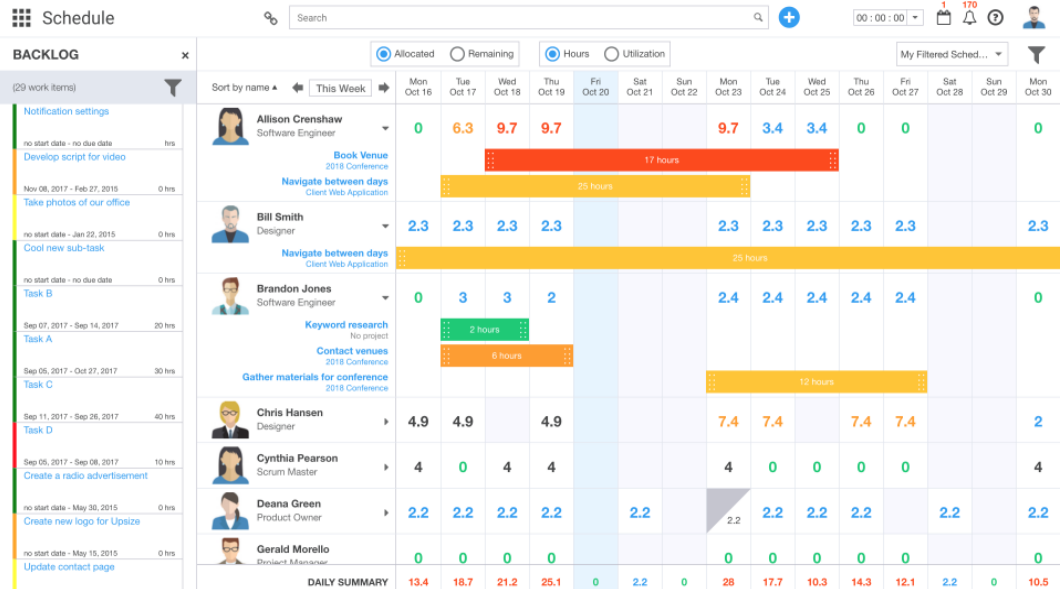 Schedule
Search
00 : 00 : 00
1
170
BACKLOG
×
Allocated Remaining Hours Utilization
My Filtered Sched...
(29 work items)
Sort by name This Week
Mon Oct 16 Tue Oct 17 Wed Oct 18 Thu Oct 19 Fri Oct 20 Sat Oct 21 Sun Oct 22 Mon Oct 23 Tue Oct 24 Wed Oct 25 Thu Oct 26 Fri Oct 27 Sat Oct 28 Sun Oct 29 Mon Oct 30
Notification settings
no start date - no due date hrs
Develop script for video
Nov 08, 2017 - Feb 27, 2015 0 hrs
Take photos of our office
no start date - Jan 22, 2015 0 hrs
Cool new sub-task
no start date - no due date 0 hrs
Task B
Sep 07, 2017 - Sep 14, 2017 20 hrs
Task A
Sep 05, 2017 - Oct 27, 2017 30 hrs
Task C
Sep 11, 2017 - Sep 26, 2017 40 hrs
Task D
Sep 05, 2017 - Sep 08, 2017 10 hrs
Create a radio advertisement
no start date - May 30, 2015 0 hrs
Create new logo for Upsize
no start date - May 15, 2015 0 hrs
Update contact page
Allison Crenshaw
Software Engineer
0 6.3 9.7 9.7 9.7 3.4 3.4 0 0 0
Book Venue
2018 Conference
17 hours
Navigate between days
Client Web Application
25 hours
Bill Smith
Designer
2.3 2.3 2.3 2.3 2.3 2.3 2.3 2.3 2.3 2.3
Navigate between days
Client Web Application
25 hours
Brandon Jones
Software Engineer
0 3 3 2 2.4 2.4 2.4 2.4 2.4 0
Keyword research
No project
2 hours
Contact venues
2018 Conference
6 hours
Gather materials for conference
2018 Conference
12 hours
Chris Hansen
Designer
4.9 4.9 4.9 7.4 7.4 7.4 7.4 2
Cynthia Pearson
Scrum Master
4 0 4 4 4 0 0 0 0 4
Deana Green
Product Owner
2.2 2.2 2.2 2.2 2.2 2.2 2.2 2.2 2.2 2.2 2.2
Gerald Morello
Project Manager
0 0 0 0 0 0 0 0 0 0
DAILY SUMMARY 13.4 18.7 21.2 25.1 0 2.2 0 28 17.7 10.3 14.3 12.1 2.2 0 10.5